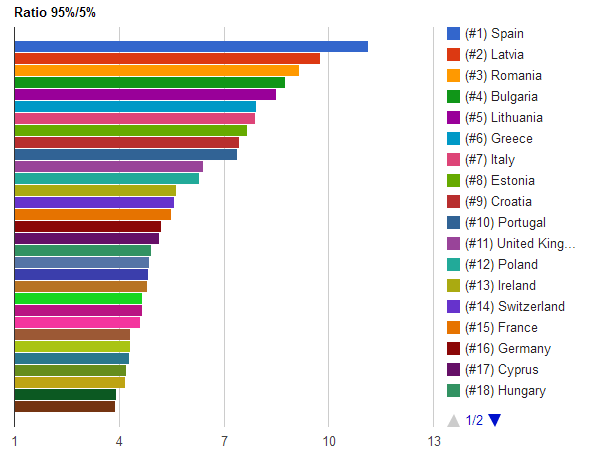 Ratio 95%/5%
(#1) Spain
(#2) Latvia
(#3) Romania
(#4) Bulgaria
(#5) Lithuania
(#6) Greece
(#7) Italy
(#8) Estonia
(#9) Croatia
(#10) Portugal
(#11) United King...
(#12) Poland
(#13) Ireland
(#14) Switzerland
(#15) France
(#16) Germany
(#17) Cyprus
(#18) Hungary
1/2
1 4 7 10 13